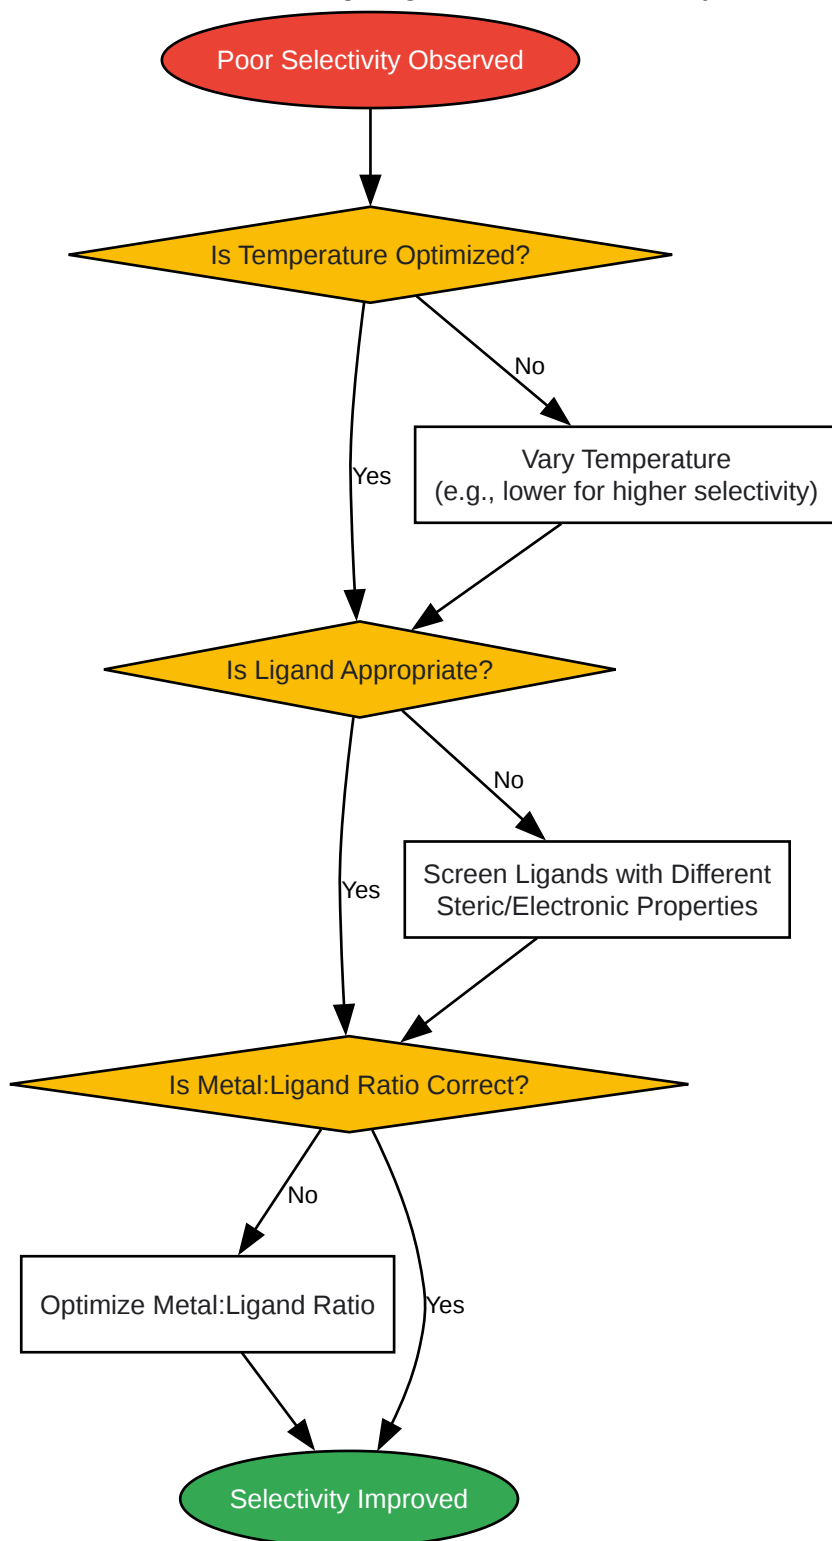 Poor Selectivity Observed
Is Temperature Optimized?
No
Vary Temperature
(e.g., lower for higher selectivity)
Yes
Is Ligand Appropriate?
No
Screen Ligands with Different
Steric/Electronic Properties
Yes
Is Metal:Ligand Ratio Correct?
No
Optimize Metal:Ligand Ratio
Yes
Selectivity Improved